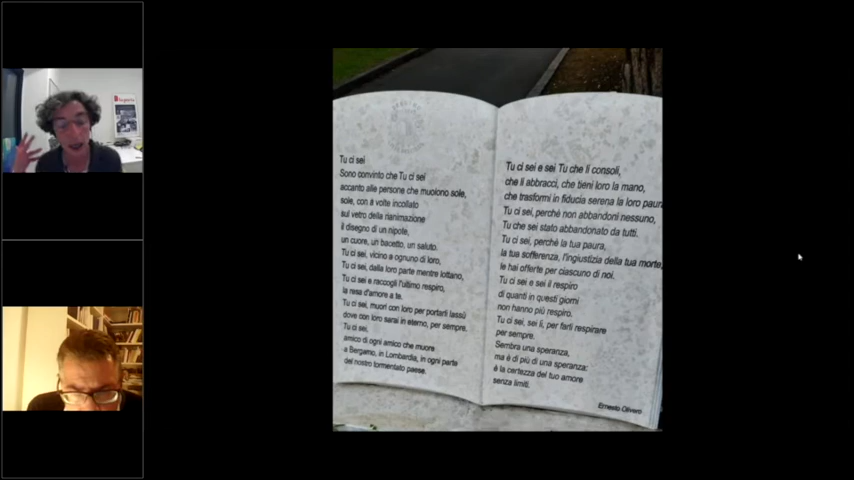 Tu ci sei
Sono convinto che Tu ci sei
accanto alle persone che muoiono sole,
sole, con a volte incollato
sul vetro della rianimazione
il disegno di un nipote,
un cuore, un bacetto, un saluto.
Tu ci sei, vicino a ognuno di loro,
Tu ci sei, dalla loro parte mentre lottano,
Tu ci sei e raccogli l'ultimo respiro,
la resa d'amore a te.
Tu ci sei, muori con loro per portarli lassù
dove con loro sarai in eterno, per sempre.
Tu ci sei,
amico di ogni amico che muore
a Bergamo, in Lombardia, in ogni parte
del nostro tormentato paese.
Tu ci sei e sei Tu che li consoli,
che li abbracci, che tieni loro la mano,
che trasformi in fiducia serena la loro paura
Tu ci sei, perché non abbandoni nessuno,
Tu che sei stato abbandonato da tutti.
Tu ci sei, perché la tua paura,
la tua sofferenza, l'ingiustizia della tua morte,
le hai offerte per ciascuno di noi.
Tu ci sei e sei il respiro
di quanti in questi giorni
non hanno più respiro.
Tu ci sei, sei lì, per farli respirare
per sempre.
Sembra una speranza,
ma è di più di una speranza:
è la certezza del tuo amore
senza limiti.
Ernesto Olivero